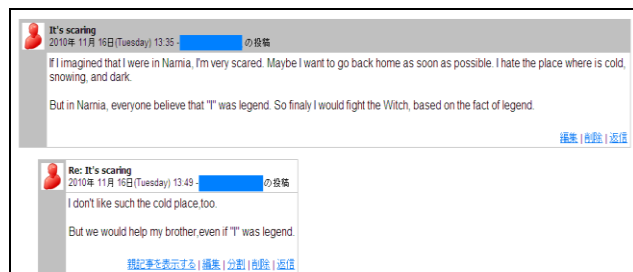 It's scaring
2010年 11月 16日(Tuesday) 13:35 - の投稿
If I imagined that I were in Narnia, I'm very scared. Maybe I want to go back home as soon as possible. I hate the place where is cold,
snowing, and dark.
But in Narnia, everyone believe that "I" was legend. So finaly I would fight the Witch, based on the fact of legend.
編集 | 削除 | 返信
Re: It's scaring
2010年 11月 16日(Tuesday) 13:49 - の投稿
I don't like such the cold place,too.
But we would help my brother,even if "I" was legend.
親記事を表示する | 編集 | 分割 | 削除 | 返信